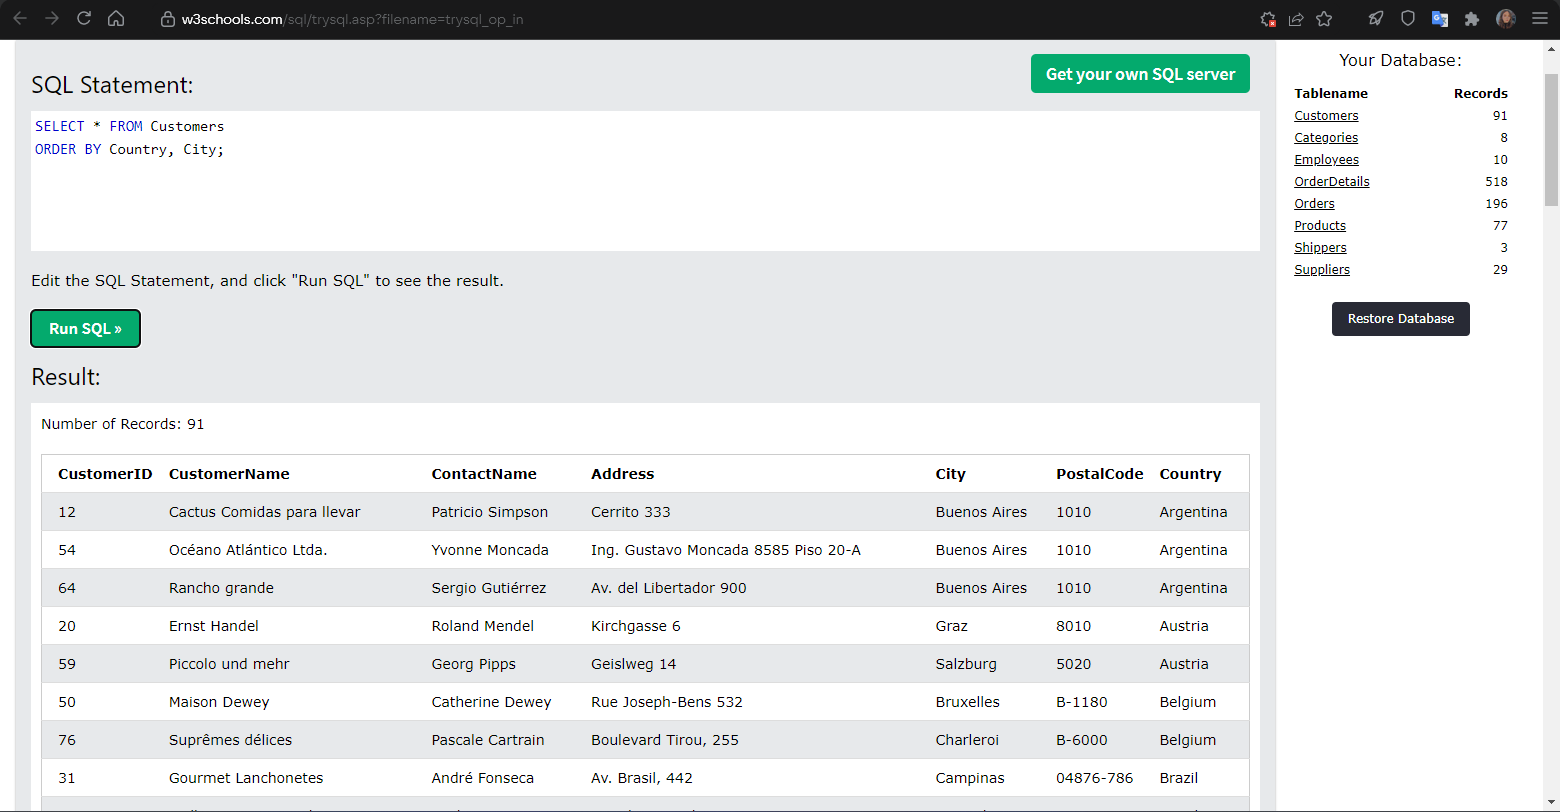 w3schools.com/sql/trysql.asp?filename=trysql_op_in
SQL Statement:
Get your own SQL server
SELECT * FROM Customers
ORDER BY Country, City;
Edit the SQL Statement, and click "Run SQL" to see the result.
Run SQL »
Result:
Number of Records: 91
CustomerID CustomerName ContactName Address City PostalCode Country
12 Cactus Comidas para llevar Patricio Simpson Cerrito 333 Buenos Aires 1010 Argentina
54 Océano Atlántico Ltda. Yvonne Moncada Ing. Gustavo Moncada 8585 Piso 20-A Buenos Aires 1010 Argentina
64 Rancho grande Sergio Gutiérrez Av. del Libertador 900 Buenos Aires 1010 Argentina
20 Ernst Handel Roland Mendel Kirchgasse 6 Graz 8010 Austria
59 Piccolo und mehr Georg Pipps Geislweg 14 Salzburg 5020 Austria
50 Maison Dewey Catherine Dewey Rue Joseph-Bens 532 Bruxelles B-1180 Belgium
76 Suprêmes délices Pascale Cartrain Boulevard Tirou, 255 Charleroi B-6000 Belgium
31 Gourmet Lanchonetes André Fonseca Av. Brasil, 442 Campinas 04876-786 Brazil
Your Database:
Tablename Records
Customers 91
Categories 8
Employees 10
OrderDetails 518
Orders 196
Products 77
Shippers 3
Suppliers 29
Restore Database